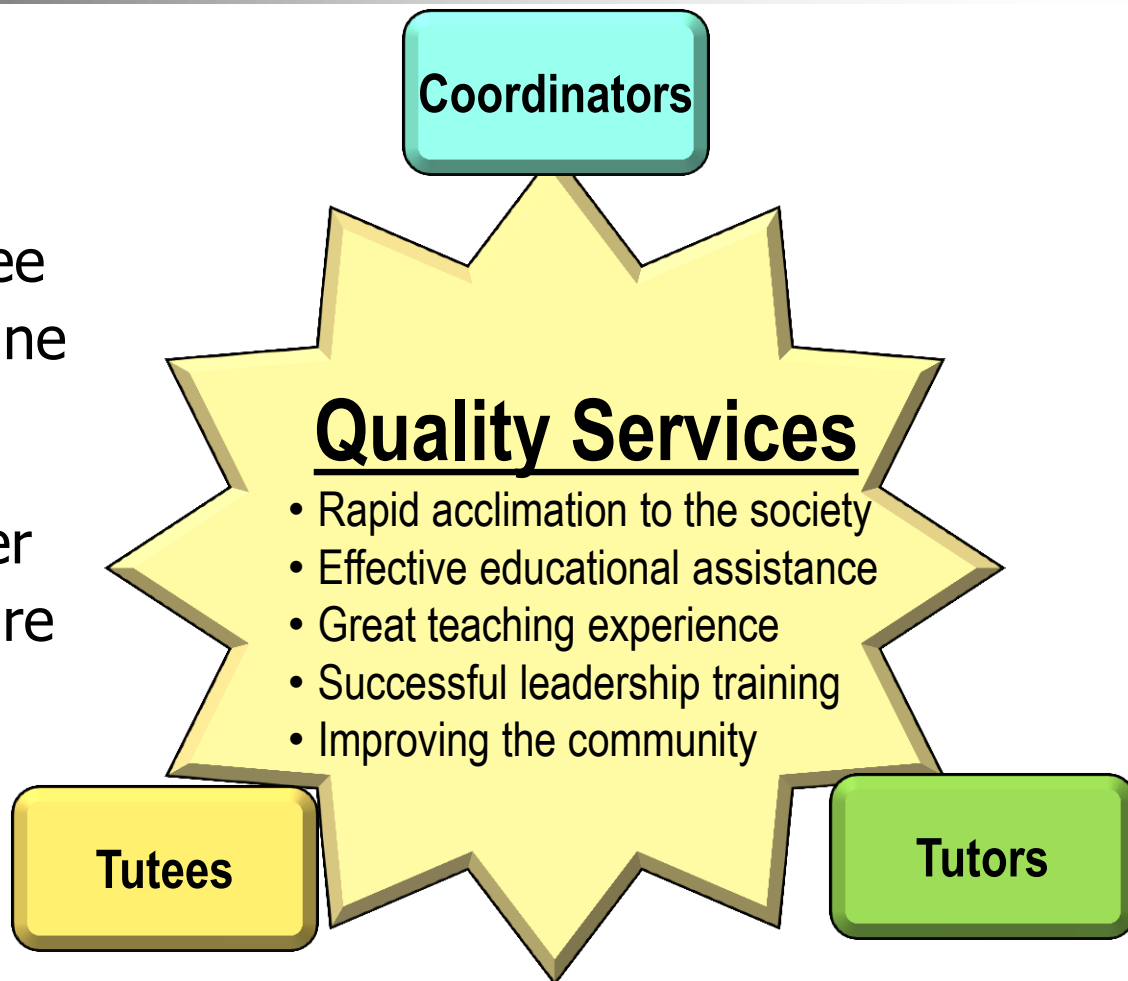 Coordinators
ee
ne
er
re
Quality Services
• Rapid acclimation to the society
• Effective educational assistance
• Great teaching experience
• Successful leadership training
• Improving the community
Tutees
Tutors